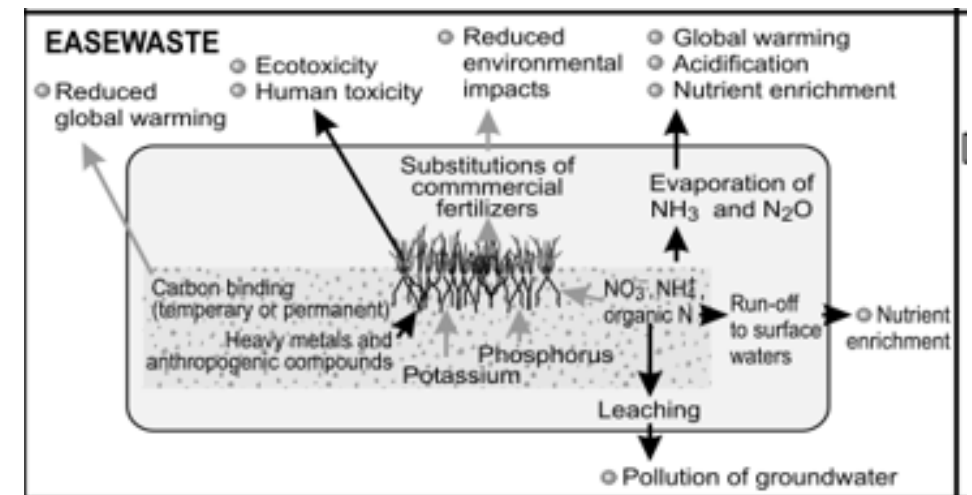 EASEWASTE
Reduced
global warming
Ecotoxicity
Human toxicity
Reduced
environmental
impacts
Global warming
Acidification
Nutrient enrichment
Substitutions of
commmercial
fertilizers
Evaporation of
NH3 and N2O
Carbon binding
(temperary or permanent)
Heavy metals and
anthropogenic compounds
Potassium
Phosphorus
NO3-, NH4+,
organic N
Run-off
to surface
waters
Nutrient
enrichment
Leaching
Pollution of groundwater